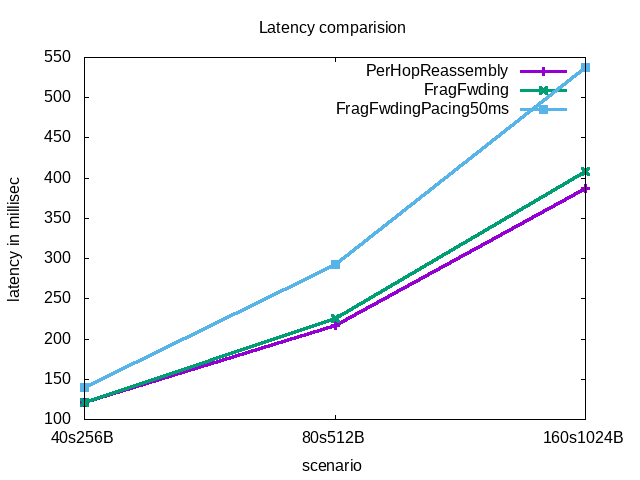 Latency comparision
550
500
450
400
350
300
250
200
150
100
latency in millisec
PerHopReassembly
FragFwding
FragFwdingPacing50ms
40s256B 80s512B 160s1024B
scenario